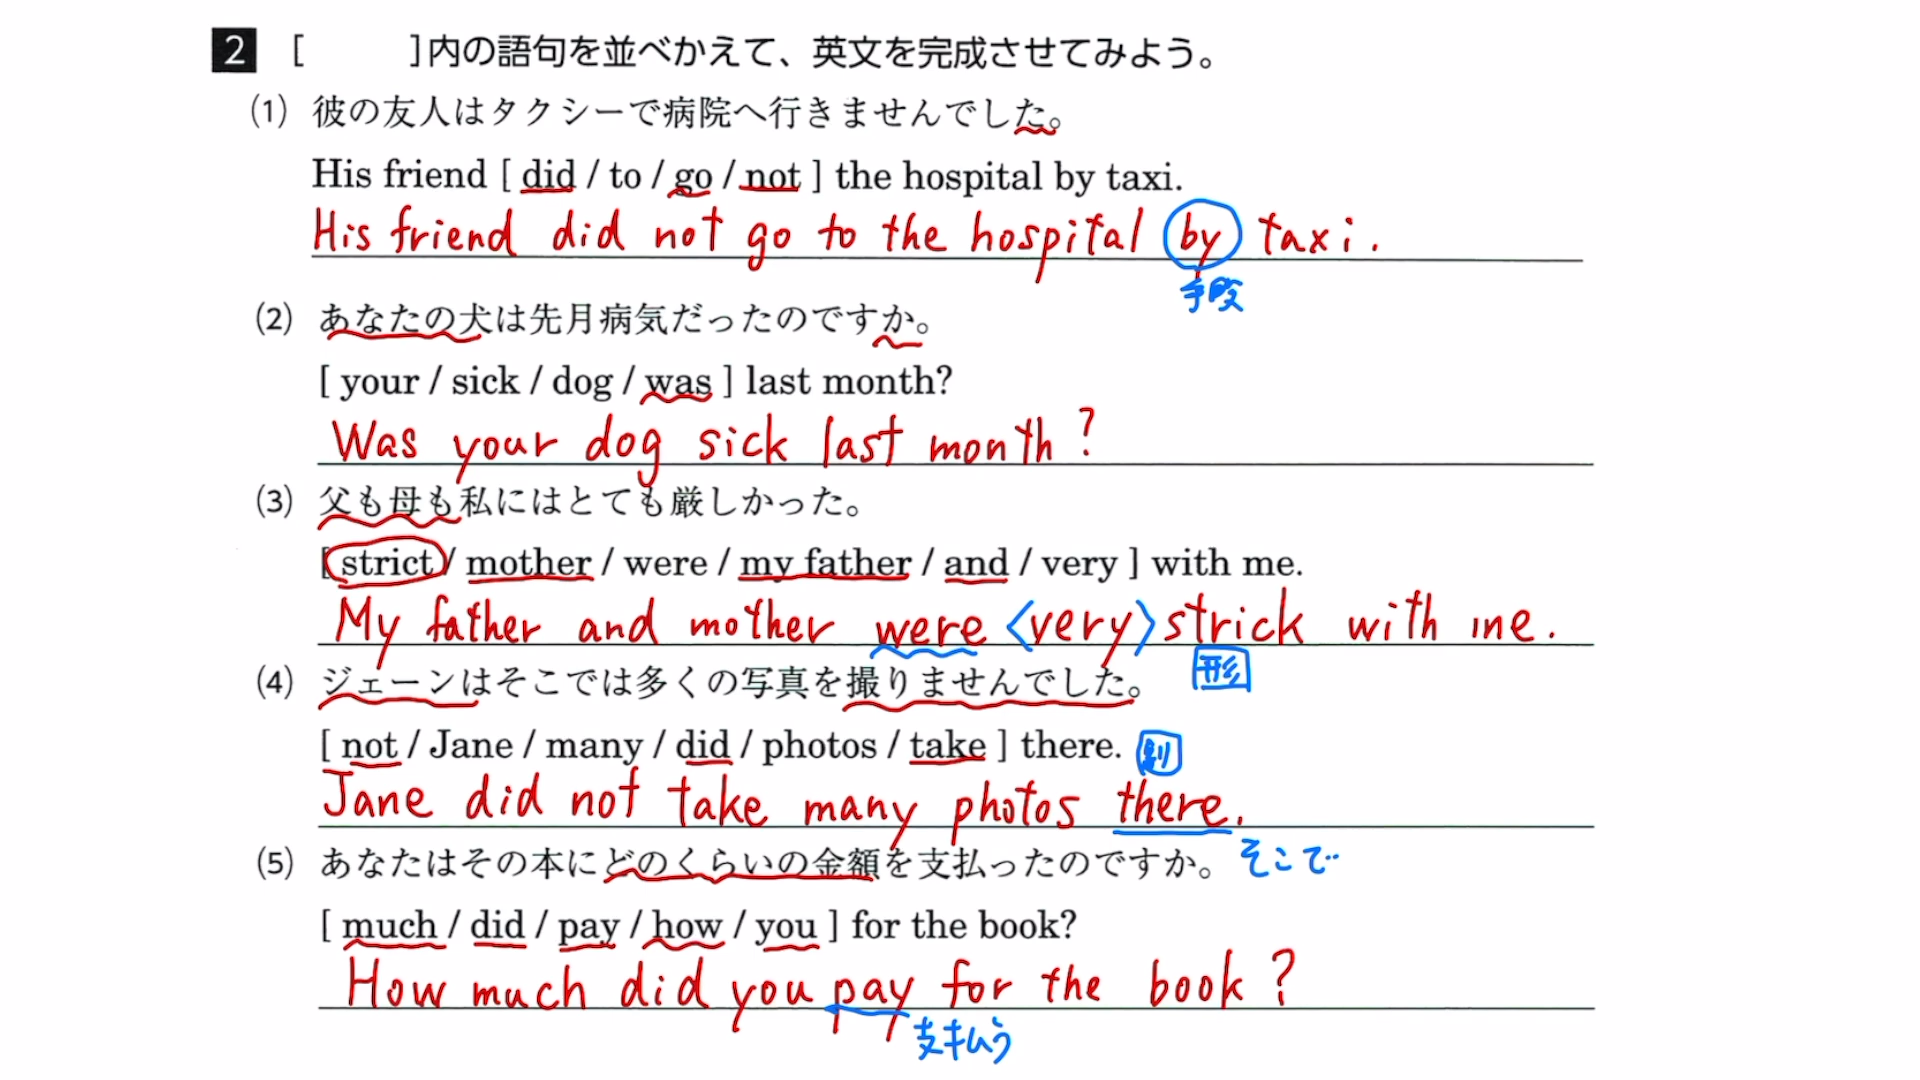 2 [ ]内の語句を並べかえて、英文を完成させてみよう。
(1) 彼の友人はタクシーで病院へ行きませんでした。
His friend [ did / to / go / not ] the hospital by taxi.
His friend did not go to the hospital by taxi.
手段
(2) あなたの犬は先月病気だったのですか。
[ your / sick / dog / was ] last month?
Was your dog sick last month?
(3) 父も母も私にはとても厳しかった。
[ strict / mother / were / my father / and / very ] with me.
My father and mother were 〈very〉 strick with me.
形
(4) ジェーンはそこでは多くの写真を撮りませんでした。
[ not / Jane / many / did / photos / take ] there. 副
Jane did not take many photos there.
そこで
(5) あなたはその本にどのくらいの金額を支払ったのですか。
[ much / did / pay / how / you ] for the book?
How much did you pay for the book?
支払う